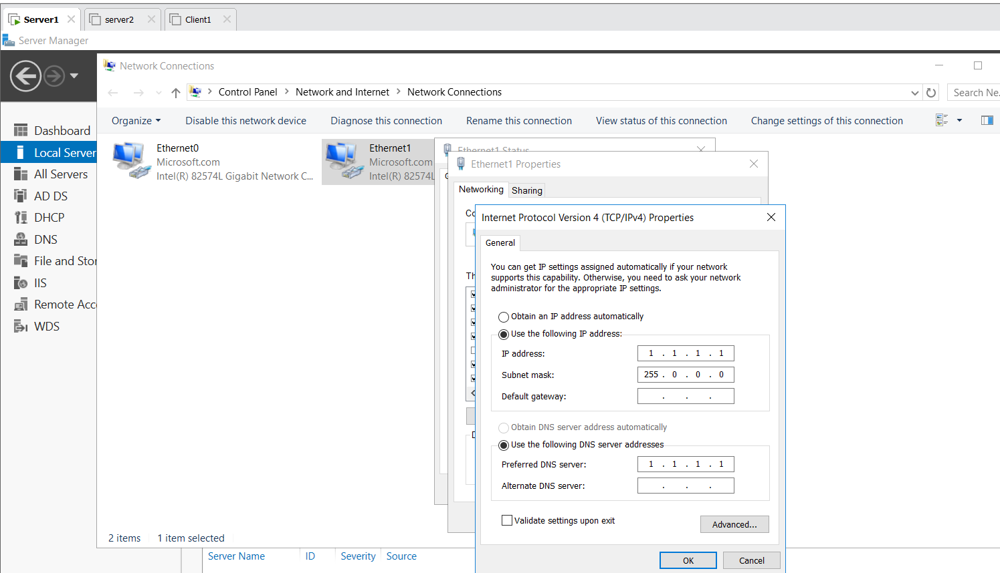 Server1
server2
Client1
Server Manager
Network Connections
Control Panel > Network and Internet > Network Connections
Search Ne...
Organize
Disable this network device
Diagnose this connection
Rename this connection
View status of this connection
Change settings of this connection
Dashboard
Local Server
All Servers
AD DS
DHCP
DNS
File and Stor
IIS
Remote Acc
WDS
Ethernet0
Microsoft.com
Intel(R) 82574L Gigabit Network C...
Ethernet1
Microsoft.com
Intel(R) 82574L
Ethernet1 Status
Ethernet1 Properties
Networking
Sharing
Internet Protocol Version 4 (TCP/IPv4) Properties
General
You can get IP settings assigned automatically if your network
supports this capability. Otherwise, you need to ask your network
administrator for the appropriate IP settings.
Obtain an IP address automatically
Use the following IP address:
IP address: 1 . 1 . 1 . 1
Subnet mask: 255 . 0 . 0 . 0
Default gateway: . . .
Obtain DNS server address automatically
Use the following DNS server addresses
Preferred DNS server: 1 . 1 . 1 . 1
Alternate DNS server: . . .
Validate settings upon exit
Advanced...
OK
Cancel
2 items
1 item selected
Server Name
ID
Severity
Source